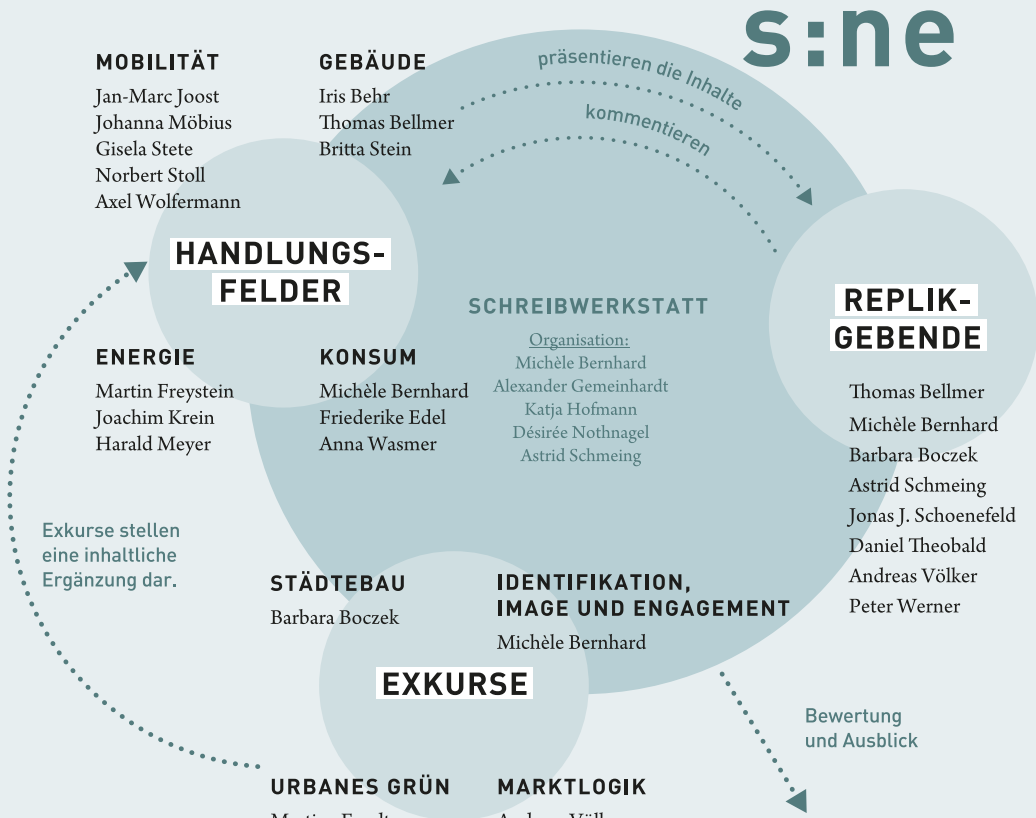 s:ne
MOBILITÄT
Jan-Marc Joost
Johanna Möbius
Gisela Stete
Norbert Stoll
Axel Wolfermann
GEBÄUDE
Iris Behr
Thomas Bellmer
Britta Stein
präsentieren die Inhalte
kommentieren
HANDLUNGS-
FELDER
ENERGIE
Martin Freystein
Joachim Krein
Harald Meyer
KONSUM
Michèle Bernhard
Friederike Edel
Anna Wasmer
SCHREIBWERKSTATT
Organisation:
Michèle Bernhard
Alexander Gemeinhardt
Katja Hofmann
Désirée Nothnagel
Astrid Schmeing
REPLIK-
GEBENDE
Thomas Bellmer
Michèle Bernhard
Barbara Boczek
Astrid Schmeing
Jonas J. Schoenefeld
Daniel Theobald
Andreas Völker
Peter Werner
Exkurse stellen
eine inhaltliche
Ergänzung dar.
STÄDTEBAU
Barbara Boczek
IDENTIFIKATION,
IMAGE UND ENGAGEMENT
Michèle Bernhard
EXKURSE
Bewertung
und Ausblick
URBANES GRÜN
MARKTLOGIK